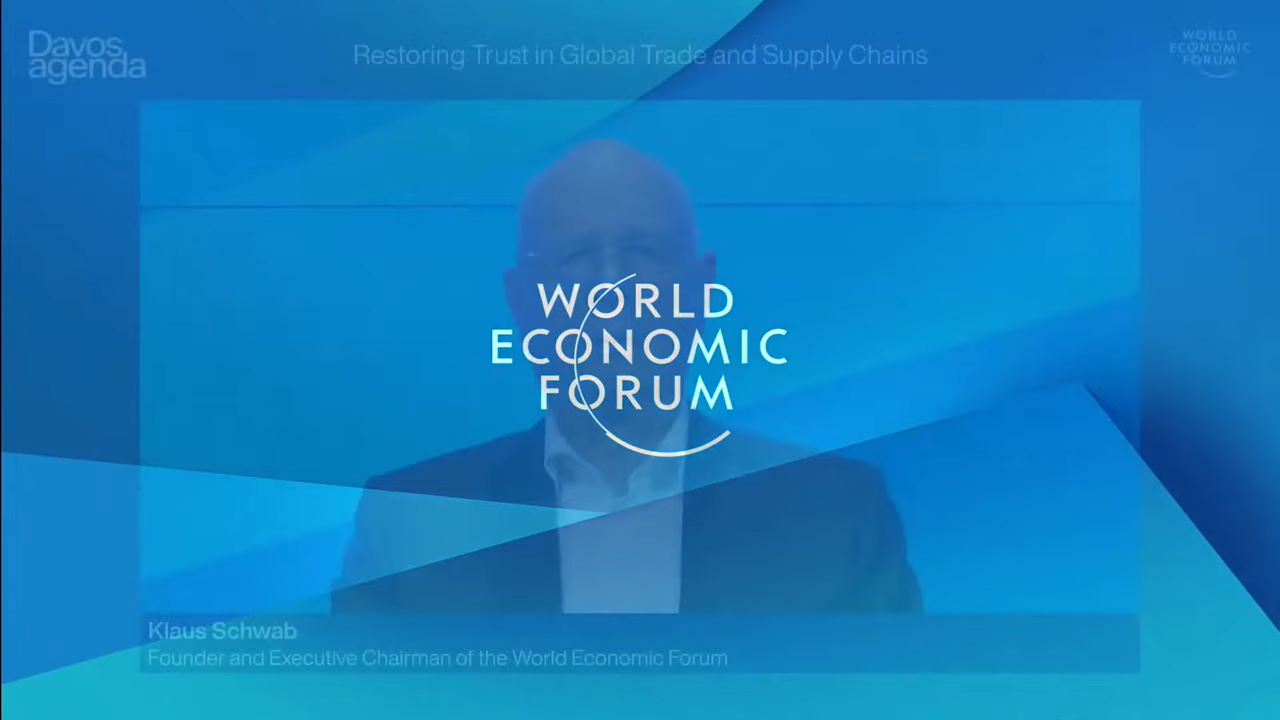 Davos
agenda
Restoring Trust in Global Trade and Supply Chains
WORLD
ECONOMIC
FORUM
WORLD
ECONOMIC
FORUM
Klaus Schwab
Founder and Executive Chairman of the World Economic Forum